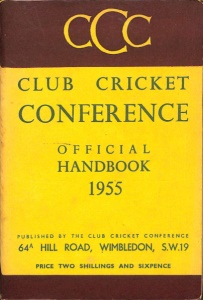 CCC
CLUB CRICKET
CONFERENCE
OFFICIAL
HANDBOOK
1955
PUBLISHED BY THE CLUB CRICKET CONFERENCE
64ᴬ HILL ROAD, WIMBLEDON, S.W.19
PRICE TWO SHILLINGS AND SIXPENCE